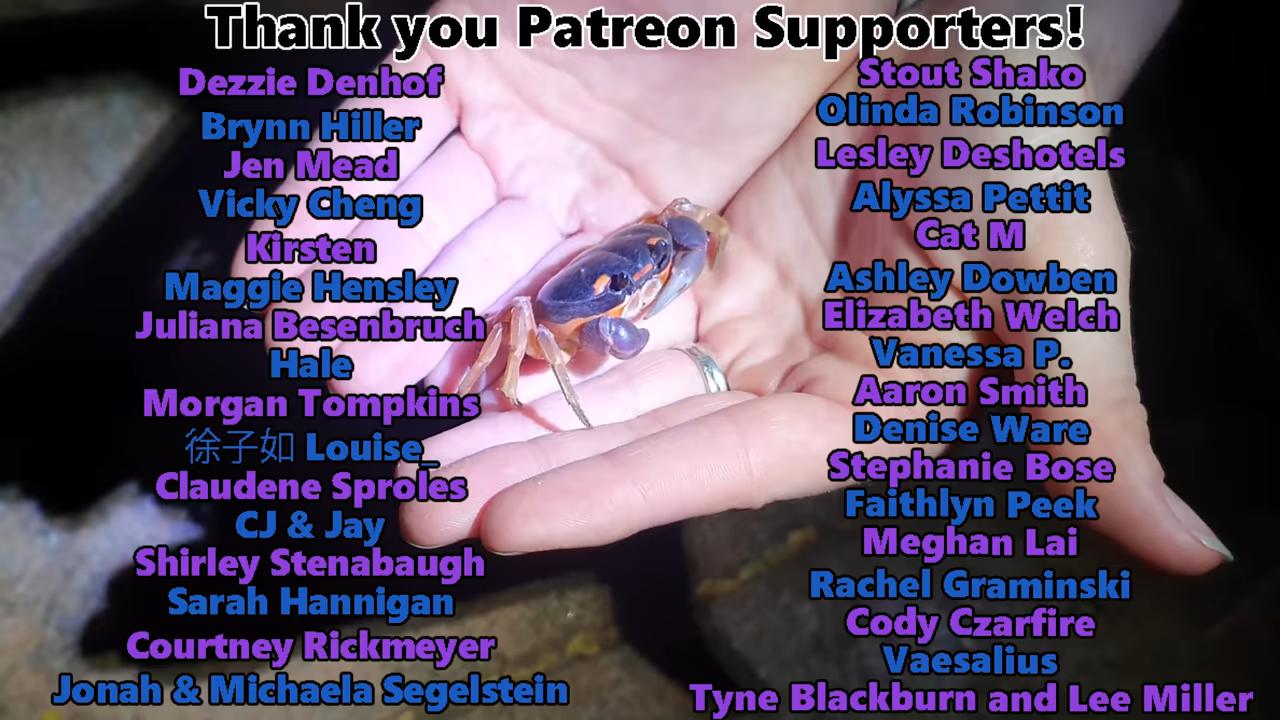 Thank you Patreon Supporters!
Dezzie Denhof
Brynn Hiller
Jen Mead
Vicky Cheng
Kirsten
Maggie Hensley
Juliana Besenbruch
Hale
Morgan Tompkins
徐子如 Louise_
Claudene Sproles
CJ & Jay
Shirley Stenabaugh
Sarah Hannigan
Courtney Rickmeyer
Jonah & Michaela Segelstein
Stout Shako
Olinda Robinson
Lesley Deshotels
Alyssa Pettit
Cat M
Ashley Dowben
Elizabeth Welch
Vanessa P.
Aaron Smith
Denise Ware
Stephanie Bose
Faithlyn Peek
Meghan Lai
Rachel Graminski
Cody Czarfire
Vaesalius
Tyne Blackburn and Lee Miller